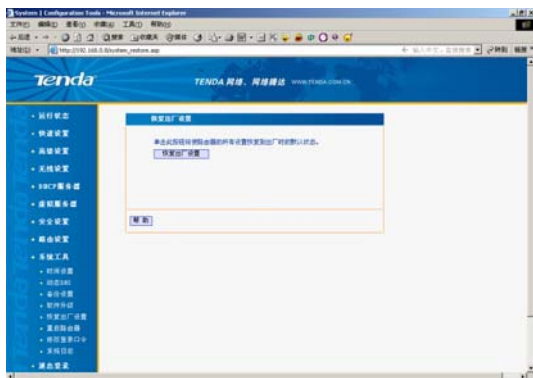 System | Configuration Tools - Microsoft Internet Explorer
http://192.168.0.1/system_restore.asp
转到
Tenda
TENDA 网络，网络腾达 WWW.TENDA.COM.CN
运行状态
快速设置
高级设置
无线设置
DHCP服务器
虚拟服务器
安全设置
路由设置
系统工具
时间设置
动态DNS
备份设置
软件升级
恢复出厂设置
重启路由器
修改登录口令
系统日志
退出登录
恢复出厂设置
单击此按钮将使路由器的所有设置恢复到出厂时的默认状态。
恢复出厂设置
帮 助